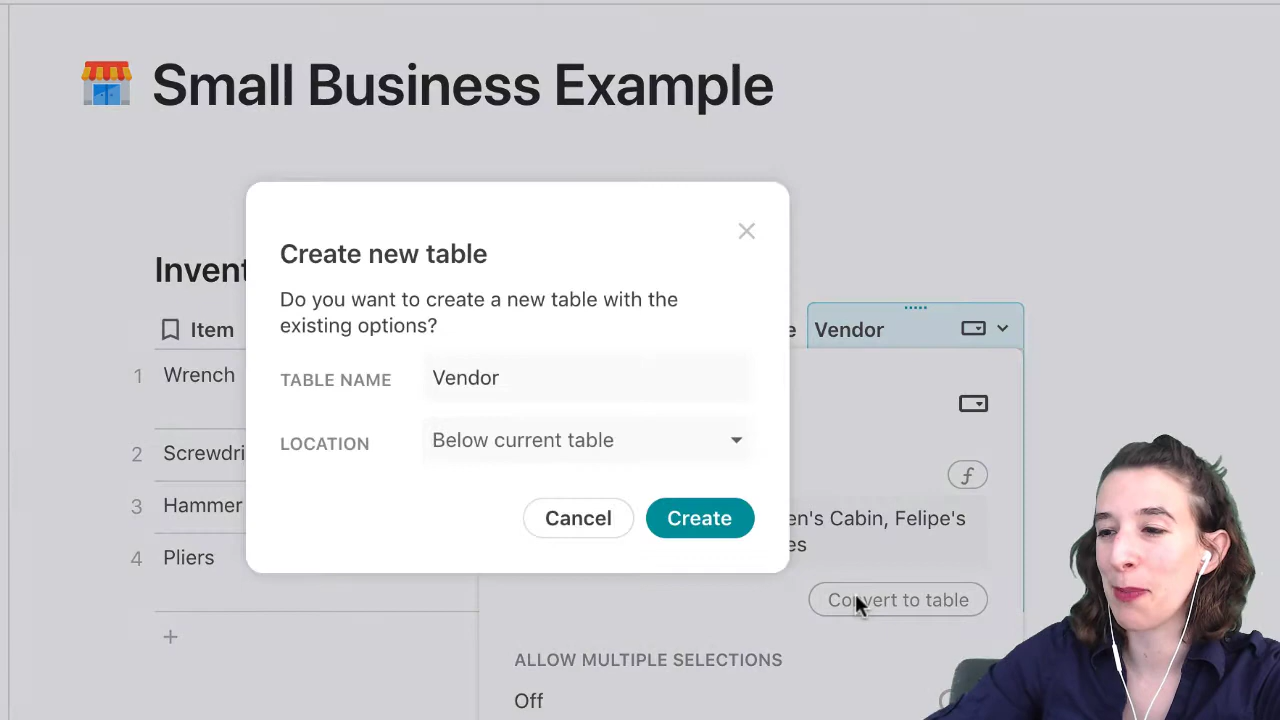 Small Business Example
Invent
Create new table
Do you want to create a new table with the
existing options?
TABLE NAME
Vendor
LOCATION
Below current table
Cancel
Create
Item
e
Vendor
1
Wrench
2
Screwdri
3
Hammer
4
Pliers
+
f
en's Cabin, Felipe's
es
Convert to table
ALLOW MULTIPLE SELECTIONS
Off